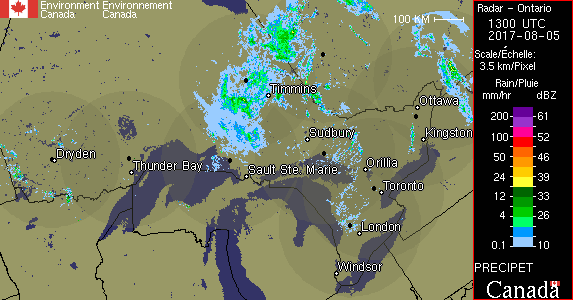 Environment Environnement
Canada Canada
100 KM
Timmins
Ottawa
Sudbury
Kingston
Dryden
Thunder Bay
Sault Ste. Marie
Orillia
Toronto
London
Windsor
Radar - Ontario
1300 UTC
2017-08-05
Scale/Échelle:
3.5 km/Pixel
Rain/Pluie
mm/hr dBZ
200 61
100 52
50 46
24 39
12 33
4 26
0.1 10
PRECIPET
Canada